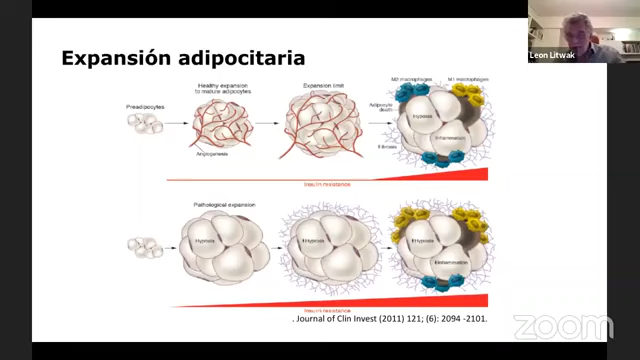 Leon Litwak
Expansión adipocitaria
Healthy expansion
to mature adipocytes
Expansion limit
M2 macrophages
M1 macrophages
Preadipocytes
Adipocyte
death
Hypoxia
Inflammation
Angiogenesis
Fibrosis
Insulin resistance
Pathological expansion
Hypoxia
Hypoxia
Hypoxia
Inflammation
Insulin resistance
. Journal of Clin Invest (2011) 121; (6): 2094 -2101.
zoom